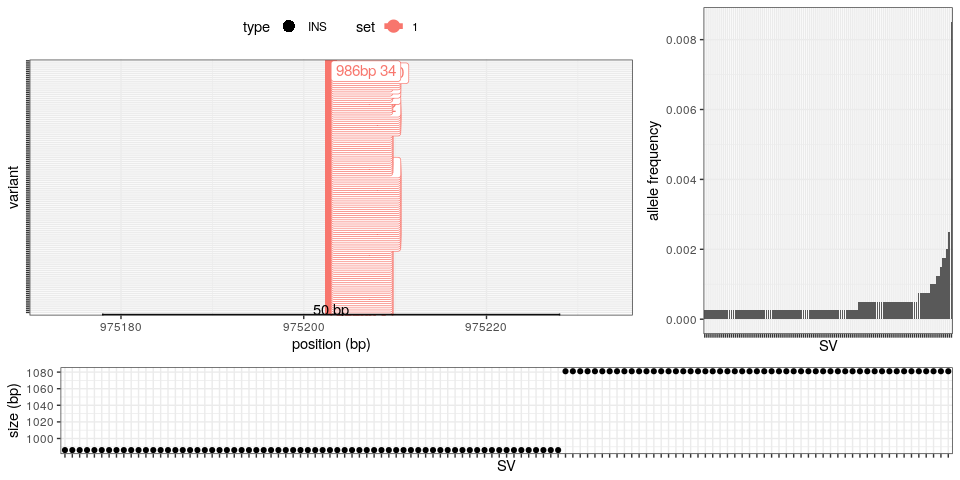 type INS set 1
986bp 34
variant
50 bp
975180 975200 975220
position (bp)
0.008
0.006
0.004
0.002
0.000
allele frequency
SV
1080
1060
1040
1020
1000
size (bp)
SV